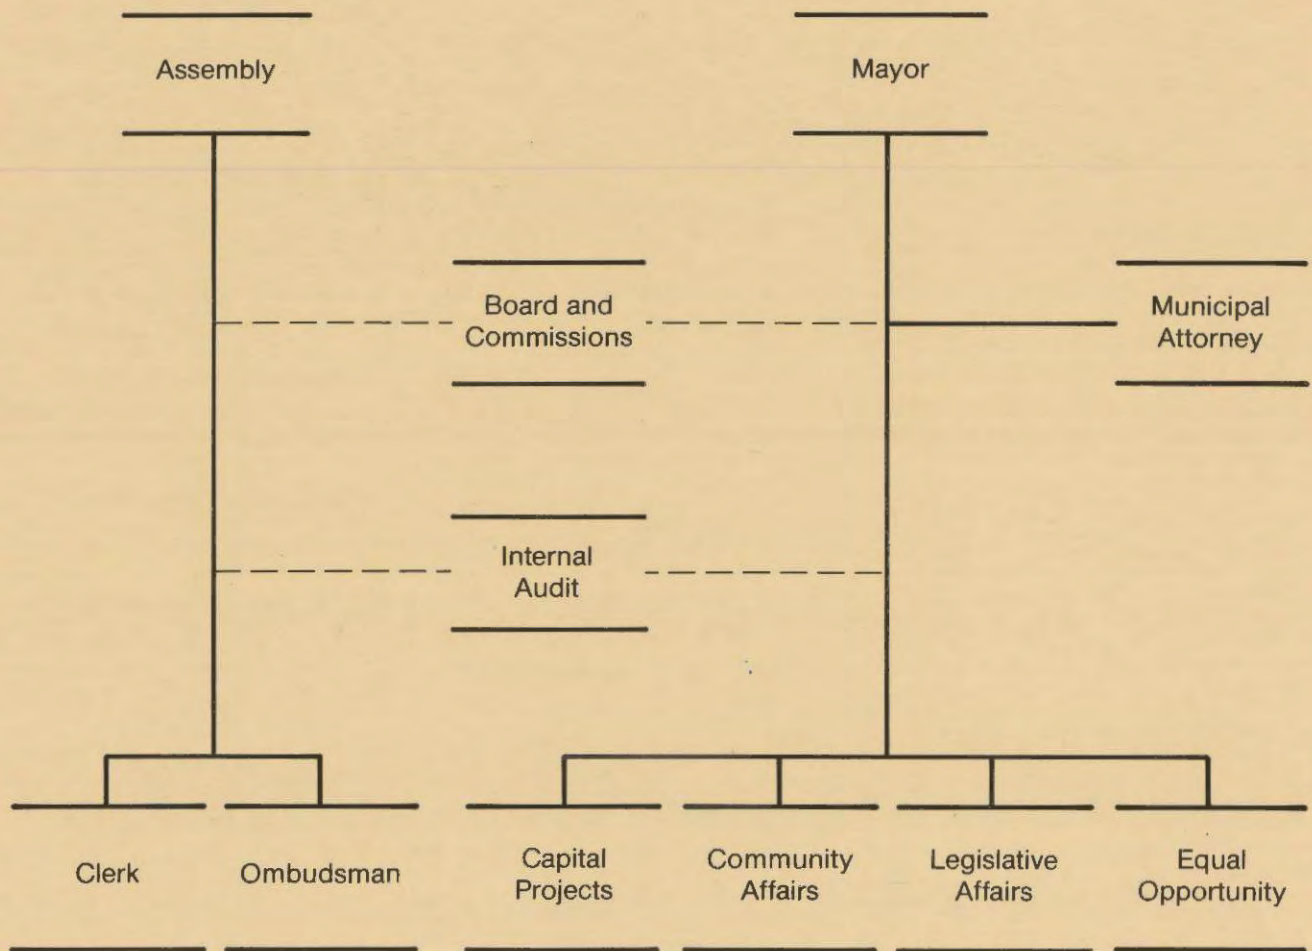 Assembly
Mayor
Board and
Commissions
Municipal
Attorney
Internal
Audit
Clerk
Ombudsman
Capital
Projects
Community
Affairs
Legislative
Affairs
Equal
Opportunity